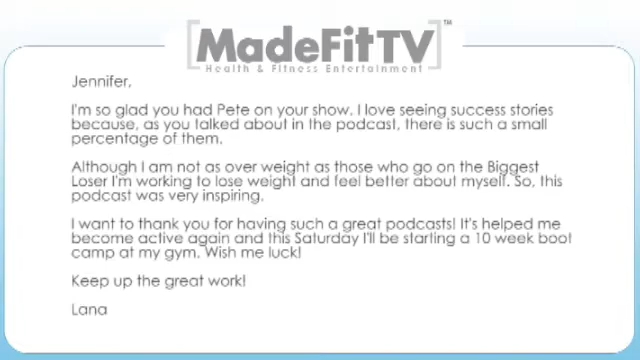 [MadeFitTV]™
Health & Fitness Entertainment
Jennifer,
I'm so glad you had Pete on your show. I love seeing success stories
because, as you talked about in the podcast, there is such a small
percentage of them.
Although I am not as over weight as those who go on the Biggest
Loser I'm working to lose weight and feel better about myself. So, this
podcast was very inspiring.
I want to thank you for having such a great podcasts! It's helped me
become active again and this Saturday I'll be starting a 10 week boot
camp at my gym. Wish me luck!
Keep up the great work!
Lana